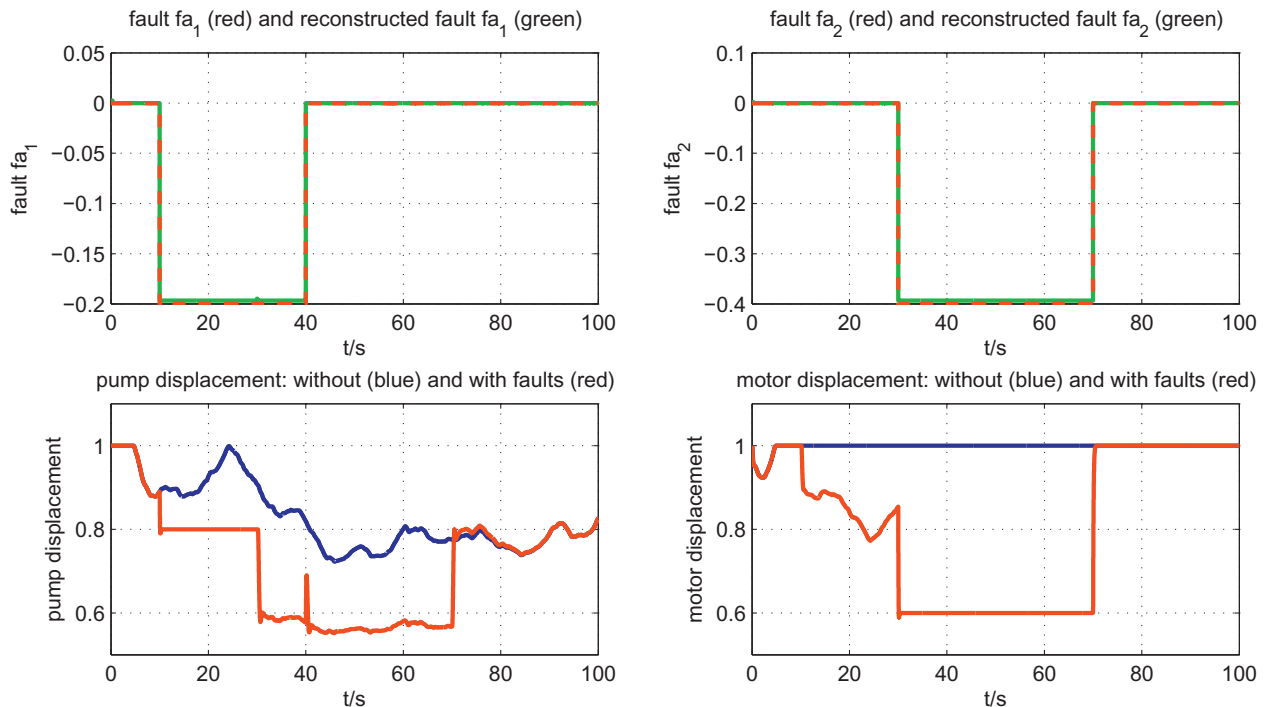 fault fa1 (red) and reconstructed fault fa1 (green)
0.05
0
−0.05
−0.1
−0.15
−0.2
fault fa1
0 20 40 60 80 100
t/s
fault fa2 (red) and reconstructed fault fa2 (green)
0.1
0
−0.1
−0.2
−0.3
−0.4
fault fa2
0 20 40 60 80 100
t/s
pump displacement: without (blue) and with faults (red)
1
0.8
0.6
pump displacement
0 20 40 60 80 100
t/s
motor displacement: without (blue) and with faults (red)
1
0.8
0.6
motor displacement
0 20 40 60 80 100
t/s